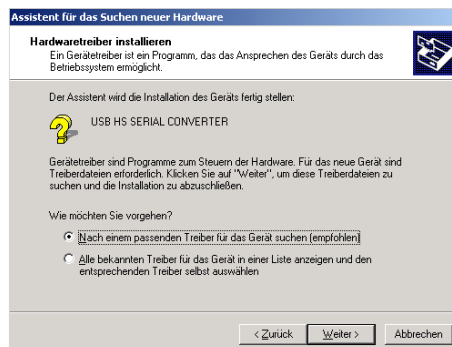 Assistent für das Suchen neuer Hardware
Hardwaretreiber installieren
Ein Gerätetreiber ist ein Programm, das das Ansprechen des Geräts durch das
Betriebssystem ermöglicht.
Der Assistent wird die Installation des Geräts fertig stellen:
USB HS SERIAL CONVERTER
Gerätetreiber sind Programme zum Steuern der Hardware. Für das neue Gerät sind
Treiberdateien erforderlich. Klicken Sie auf "Weiter", um diese Treiberdateien zu
suchen und die Installation zu abzuschließen.
Wie möchten Sie vorgehen?
Nach einem passenden Treiber für das Gerät suchen (empfohlen)
Alle bekannten Treiber für das Gerät in einer Liste anzeigen und den
entsprechenden Treiber selbst auswählen
< Zurück Weiter > Abbrechen